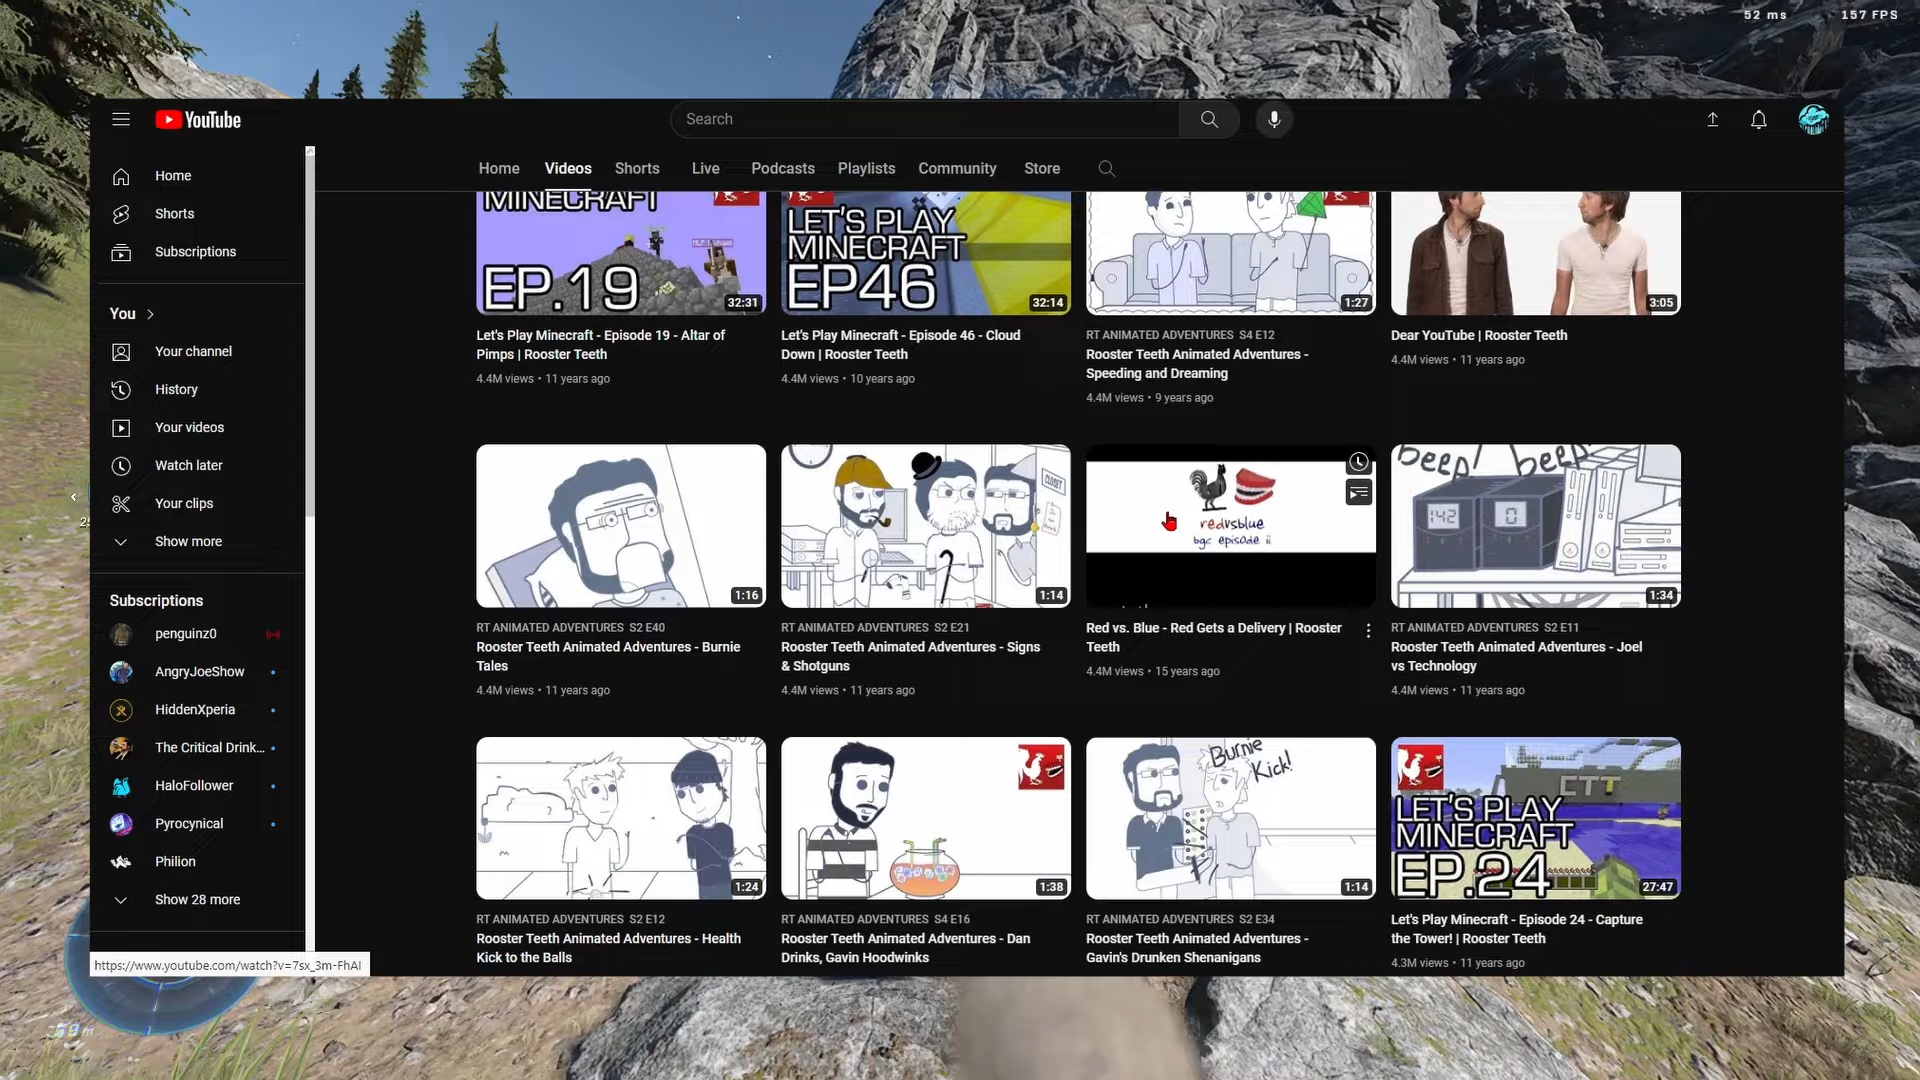 52 ms 157 FPS
YouTube
Search
Home
Videos
Shorts
Live
Podcasts
Playlists
Community
Store
Home
Shorts
Subscriptions
You
Your channel
History
Your videos
Watch later
Your clips
Show more
Subscriptions
penguinz0
AngryJoeShow
HiddenXperia
The Critical Drink...
HaloFollower
Pyrocynical
Philion
Show 28 more
MINECRAFT
EP.19
32:31
Let's Play Minecraft - Episode 19 - Altar of
Pimps | Rooster Teeth
4.4M views • 11 years ago
LET'S PLAY
MINECRAFT
EP46
32:14
Let's Play Minecraft - Episode 46 - Cloud
Down | Rooster Teeth
4.4M views • 10 years ago
1:27
RT ANIMATED ADVENTURES S4 E12
Rooster Teeth Animated Adventures -
Speeding and Dreaming
4.4M views • 9 years ago
3:05
Dear YouTube | Rooster Teeth
4.4M views • 11 years ago
1:16
RT ANIMATED ADVENTURES S2 E40
Rooster Teeth Animated Adventures - Burnie
Tales
4.4M views • 11 years ago
CLOSET
1:14
RT ANIMATED ADVENTURES S2 E21
Rooster Teeth Animated Adventures - Signs
& Shotguns
4.4M views • 11 years ago
redvsblue
bgc episode ii
Red vs. Blue - Red Gets a Delivery | Rooster
Teeth
4.4M views • 15 years ago
beep! beep!
142
0
1:34
RT ANIMATED ADVENTURES S2 E11
Rooster Teeth Animated Adventures - Joel
vs Technology
4.4M views • 11 years ago
1:24
RT ANIMATED ADVENTURES S2 E12
Rooster Teeth Animated Adventures - Health
Kick to the Balls
1:38
RT ANIMATED ADVENTURES S4 E16
Rooster Teeth Animated Adventures - Dan
Drinks, Gavin Hoodwinks
Burnie
Kick!
1:14
RT ANIMATED ADVENTURES S2 E34
Rooster Teeth Animated Adventures -
Gavin's Drunken Shenanigans
CTT
LET'S PLAY
MINECRAFT
EP.24
27:47
Let's Play Minecraft - Episode 24 - Capture
the Tower! | Rooster Teeth
4.3M views • 11 years ago
https://www.youtube.com/watch?v=7sx_3m-FhAI